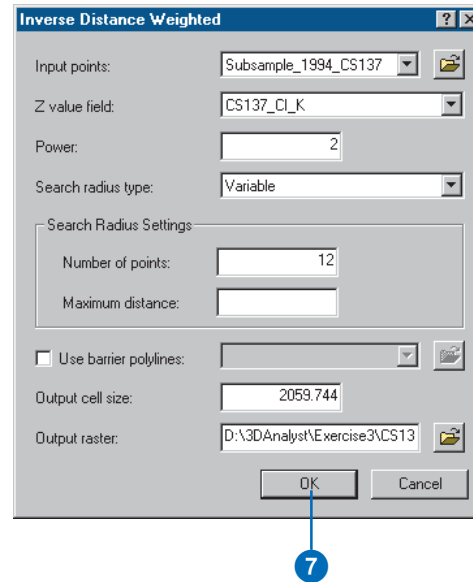 Inverse Distance Weighted
Input points: Subsample_1994_CS137
Z value field: CS137_CI_K
Power: 2
Search radius type: Variable
Search Radius Settings
Number of points: 12
Maximum distance:
Use barrier polylines:
Output cell size: 2059.744
Output raster: D:\3DAnalyst\Exercise3\CS13
OK Cancel
7